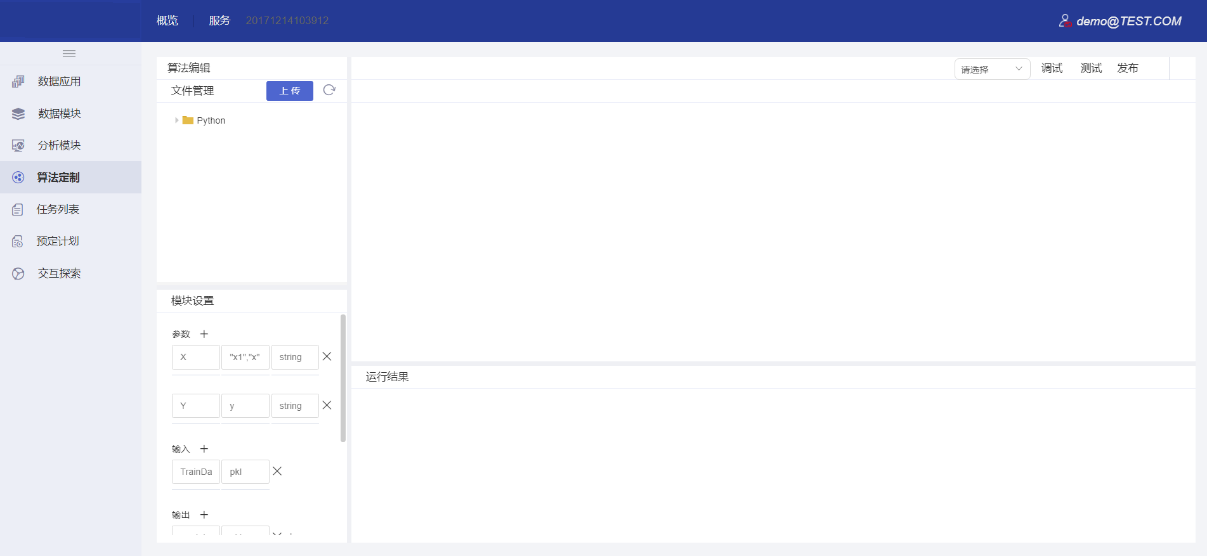 概览 服务 20171214103912 demo@TEST.COM
数据应用
数据模块
分析模块
算法定制
任务列表
预定计划
交互探索
算法编辑
文件管理 上传
Python
请选择 调试 测试 发布
模块设置
参数 +
X "x1","x" string
Y y string
输入 +
TrainDa pkl
输出 +
运行结果